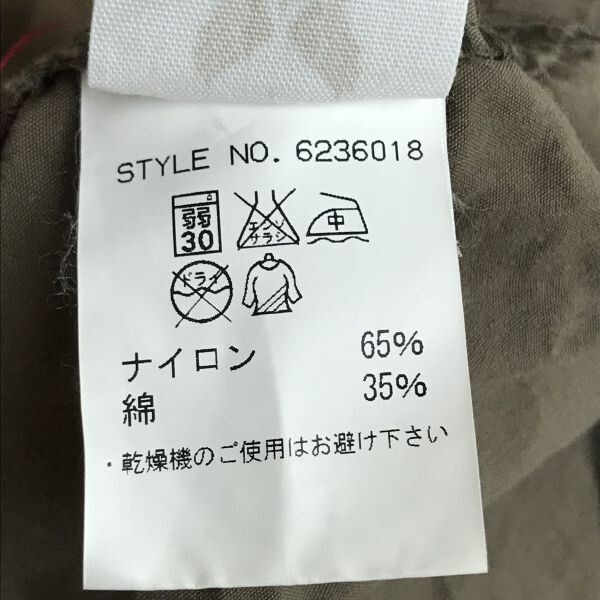 STYLE NO. 6236018
弱 30
エンソ サラシ
中
ドライ
ナイロン 65%
綿 35%
・乾燥機のご使用はお避け下さい